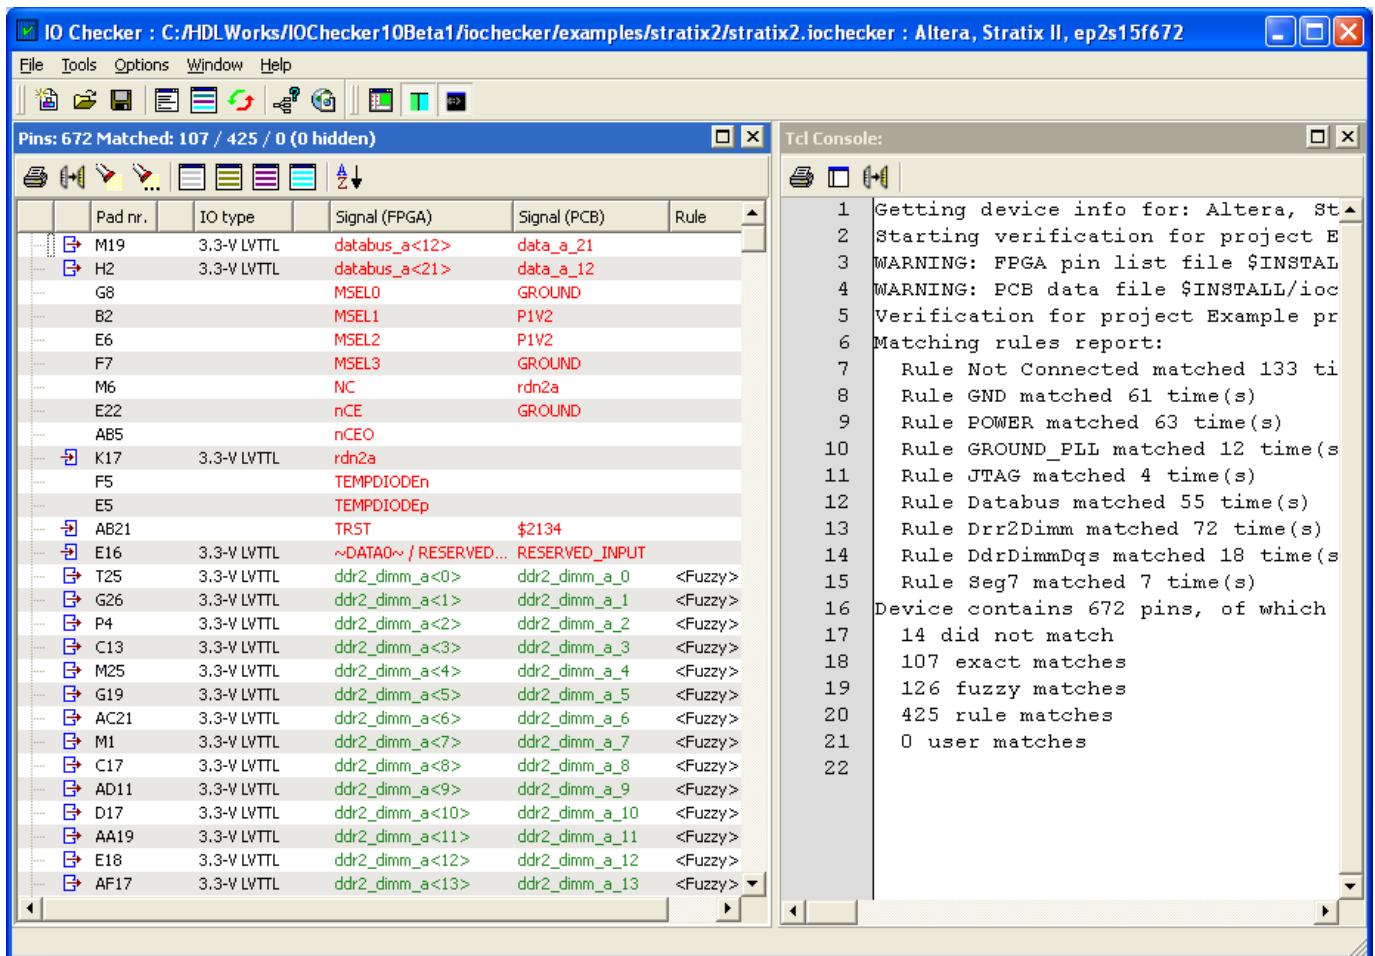 IO Checker : C:/HDLWorks/IOChecker10Beta1/iochecker/examples/stratix2/stratix2.iochecker : Altera, Stratix II, ep2s15f672
File Tools Options Window Help
Pins: 672 Matched: 107 / 425 / 0 (0 hidden)
Pad nr. IO type Signal (FPGA) Signal (PCB) Rule
M19 3.3-V LVTTL databus_a<12> data_a_21
H2 3.3-V LVTTL databus_a<21> data_a_12
G8 MSEL0 GROUND
B2 MSEL1 P1V2
E6 MSEL2 P1V2
F7 MSEL3 GROUND
M6 NC rdn2a
E22 nCE GROUND
AB5 nCEO
K17 3.3-V LVTTL rdn2a
F5 TEMPDIODEn
E5 TEMPDIODEp
AB21 TRST $2134
E16 3.3-V LVTTL ~DATA0~ / RESERVED... RESERVED_INPUT
T25 3.3-V LVTTL ddr2_dimm_a<0> ddr2_dimm_a_0 <Fuzzy>
G26 3.3-V LVTTL ddr2_dimm_a<1> ddr2_dimm_a_1 <Fuzzy>
P4 3.3-V LVTTL ddr2_dimm_a<2> ddr2_dimm_a_2 <Fuzzy>
C13 3.3-V LVTTL ddr2_dimm_a<3> ddr2_dimm_a_3 <Fuzzy>
M25 3.3-V LVTTL ddr2_dimm_a<4> ddr2_dimm_a_4 <Fuzzy>
G19 3.3-V LVTTL ddr2_dimm_a<5> ddr2_dimm_a_5 <Fuzzy>
AC21 3.3-V LVTTL ddr2_dimm_a<6> ddr2_dimm_a_6 <Fuzzy>
M1 3.3-V LVTTL ddr2_dimm_a<7> ddr2_dimm_a_7 <Fuzzy>
C17 3.3-V LVTTL ddr2_dimm_a<8> ddr2_dimm_a_8 <Fuzzy>
AD11 3.3-V LVTTL ddr2_dimm_a<9> ddr2_dimm_a_9 <Fuzzy>
D17 3.3-V LVTTL ddr2_dimm_a<10> ddr2_dimm_a_10 <Fuzzy>
AA19 3.3-V LVTTL ddr2_dimm_a<11> ddr2_dimm_a_11 <Fuzzy>
E18 3.3-V LVTTL ddr2_dimm_a<12> ddr2_dimm_a_12 <Fuzzy>
AF17 3.3-V LVTTL ddr2_dimm_a<13> ddr2_dimm_a_13 <Fuzzy>
Tcl Console:
1 Getting device info for: Altera, St
2 Starting verification for project E
3 WARNING: FPGA pin list file $INSTAL
4 WARNING: PCB data file $INSTALL/ioc
5 Verification for project Example pr
6 Matching rules report:
7 Rule Not Connected matched 133 ti
8 Rule GND matched 61 time(s)
9 Rule POWER matched 63 time(s)
10 Rule GROUND_PLL matched 12 time(s
11 Rule JTAG matched 4 time(s)
12 Rule Databus matched 55 time(s)
13 Rule Drr2Dimm matched 72 time(s)
14 Rule DdrDimmDqs matched 18 time(s
15 Rule Seg7 matched 7 time(s)
16 Device contains 672 pins, of which
17 14 did not match
18 107 exact matches
19 126 fuzzy matches
20 425 rule matches
21 0 user matches
22